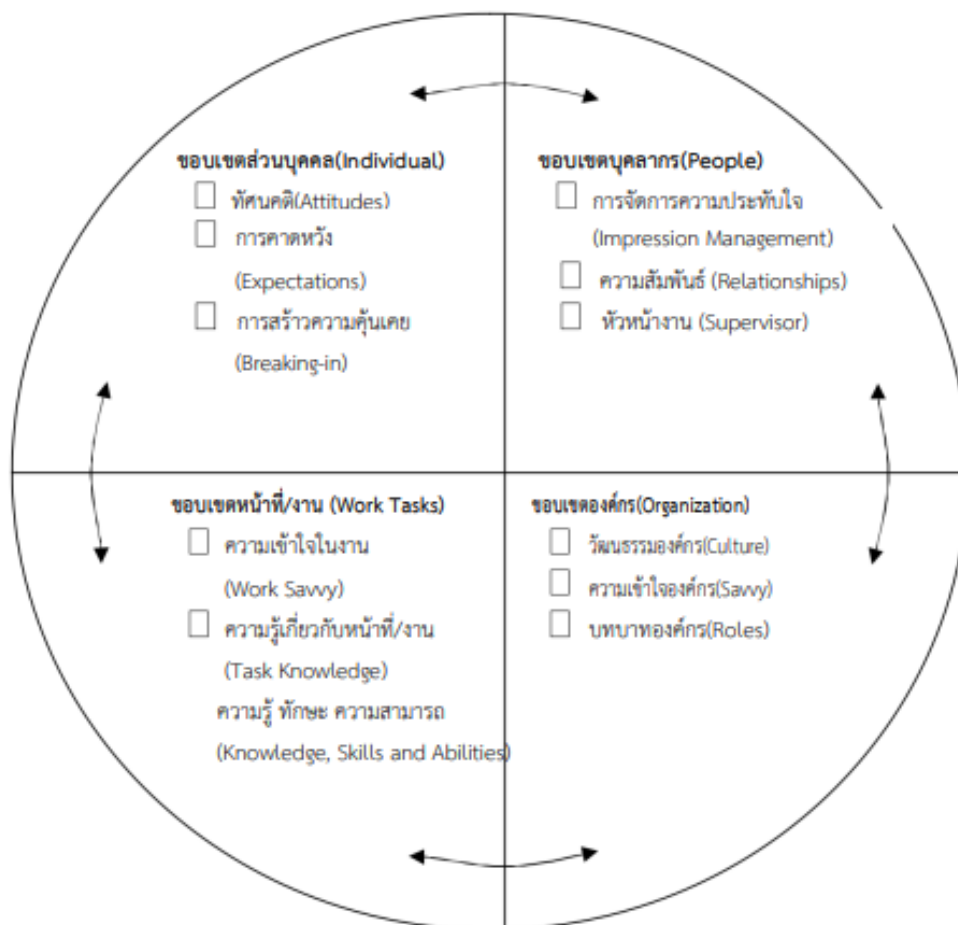 ขอบเขตส่วนบุคคล(Individual)
☐ ทัศนคติ(Attitudes)
☐ การคาดหวัง
(Expectations)
☐ การสร้าวความคุ้นเคย
(Breaking-in)
ขอบเขตบุคลากร(People)
☐ การจัดการความประทับใจ
(Impression Management)
☐ ความสัมพันธ์ (Relationships)
☐ หัวหน้างาน (Supervisor)
ขอบเขตหน้าที่/งาน (Work Tasks)
☐ ความเข้าใจในงาน
(Work Savvy)
☐ ความรู้เกี่ยวกับหน้าที่/งาน
(Task Knowledge)
ความรู้ ทักษะ ความสามารถ
(Knowledge, Skills and Abilities)
ขอบเขตองค์กร(Organization)
☐ วัฒนธรรมองค์กร(Culture)
☐ ความเข้าใจองค์กร(Savvy)
☐ บทบาทองค์กร(Roles)